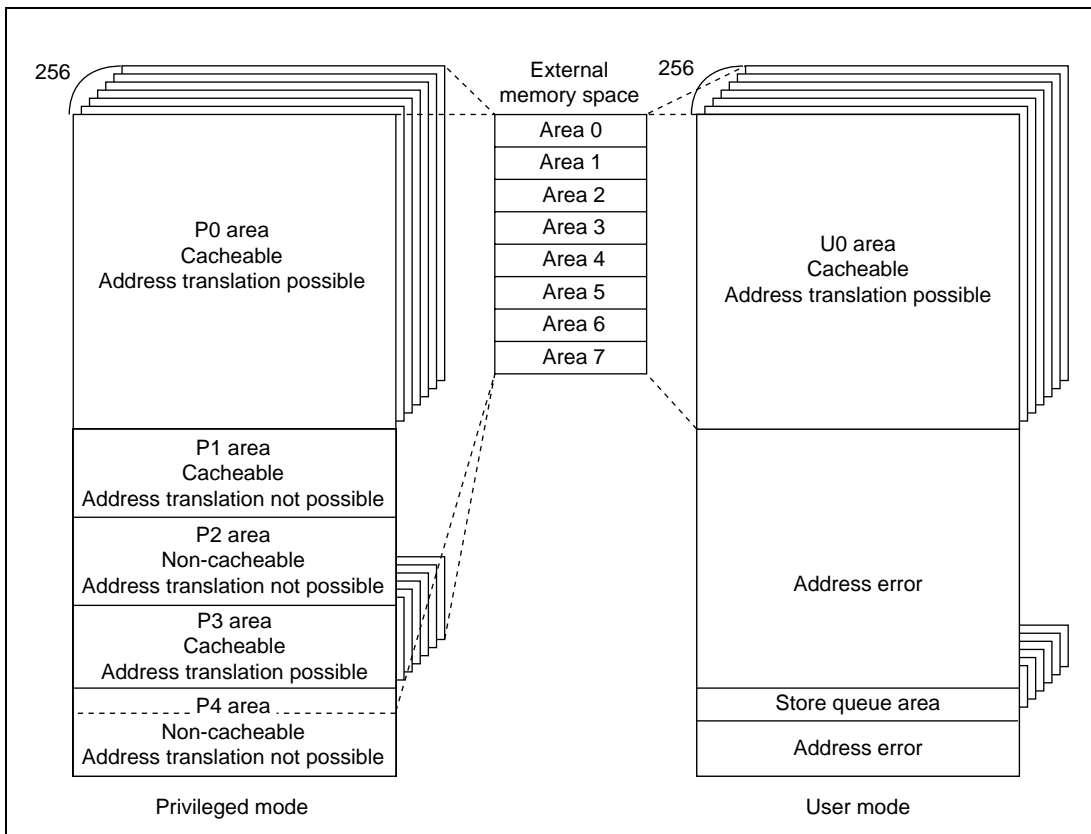 256
P0 area
Cacheable
Address translation possible
P1 area
Cacheable
Address translation not possible
P2 area
Non-cacheable
Address translation not possible
P3 area
Cacheable
Address translation possible
P4 area
Non-cacheable
Address translation not possible
Privileged mode
External
memory space
Area 0
Area 1
Area 2
Area 3
Area 4
Area 5
Area 6
Area 7
256
U0 area
Cacheable
Address translation possible
Address error
Store queue area
Address error
User mode